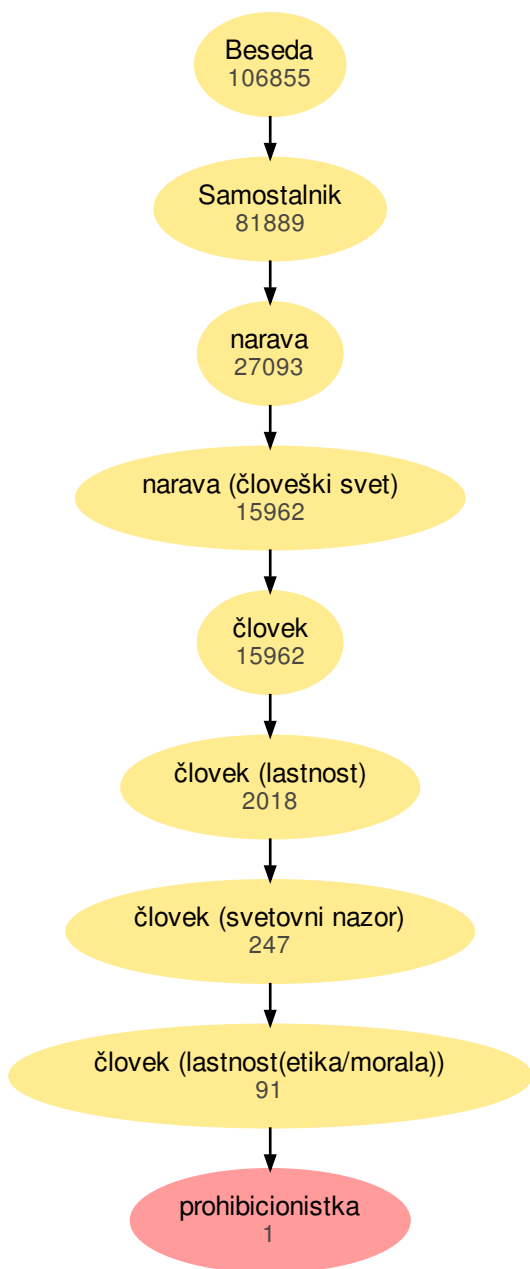 Beseda
106855
Samostalnik
81889
narava
27093
narava (človeški svet)
15962
človek
15962
človek (lastnost)
2018
človek (svetovni nazor)
247
človek (lastnost(etika/morala))
91
prohibicionistka
1